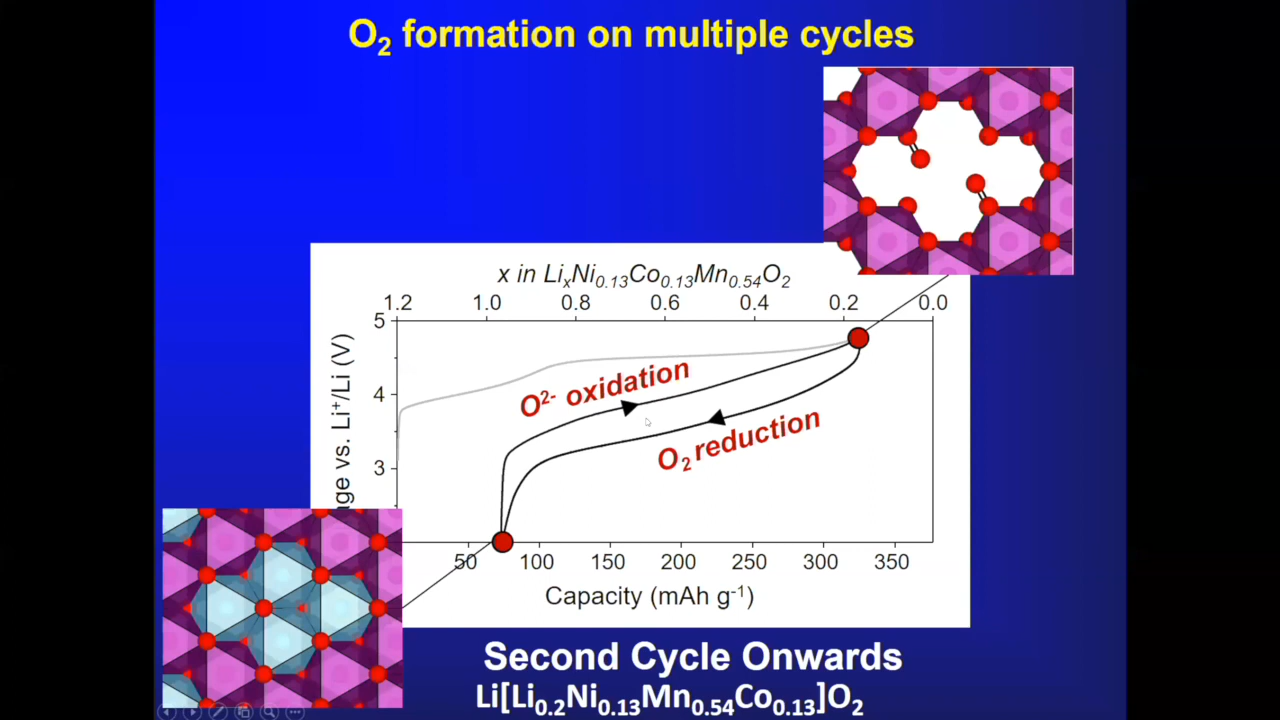 O₂ formation on multiple cycles
x in LiₓNi₀.₁₃Co₀.₁₃Mn₀.₅₄O₂
1.2 1.0 0.8 0.6 0.4 0.2 0.0
5
4
3
vs. Li⁺/Li (V)
O²⁻ oxidation
O₂ reduction
50 100 150 200 250 300 350
Capacity (mAh g⁻¹)
Second Cycle Onwards
Li[Li₀.₂Ni₀.₁₃Mn₀.₅₄Co₀.₁₃]O₂